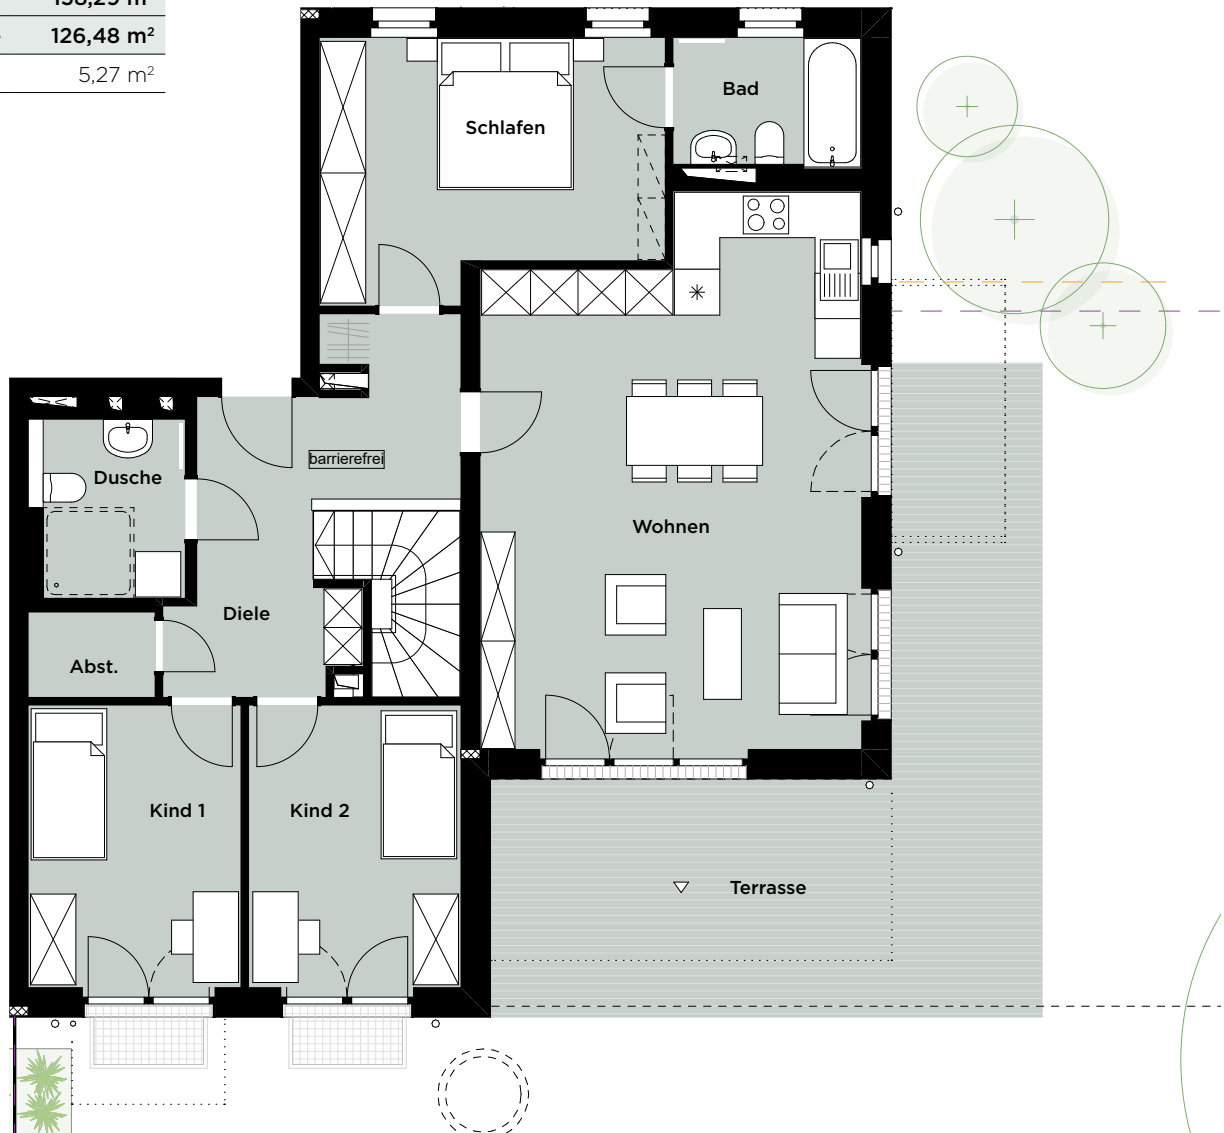 126,48 m²
5,27 m²
Schlafen
Bad
barrierefrei
Dusche
Wohnen
Diele
Abst.
Kind 1
Kind 2
Terrasse